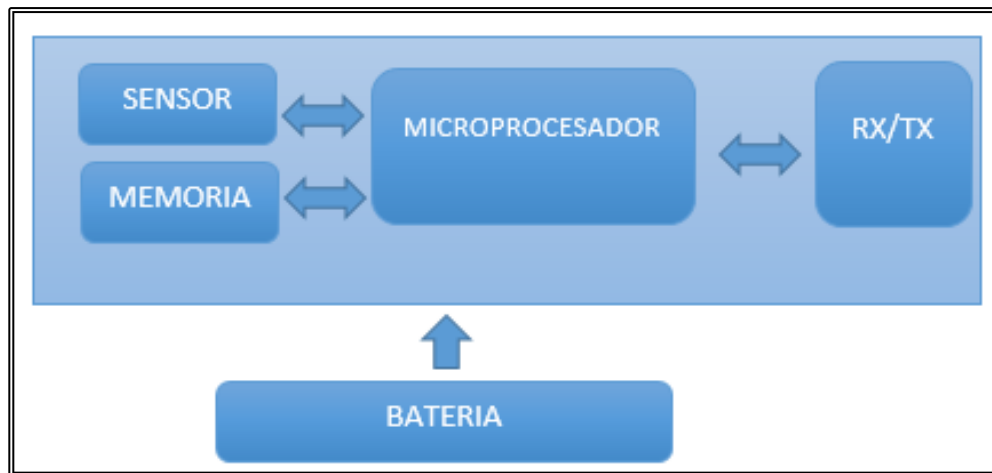 SENSOR
MEMORIA
MICROPROCESADOR
RX/TX
BATERIA